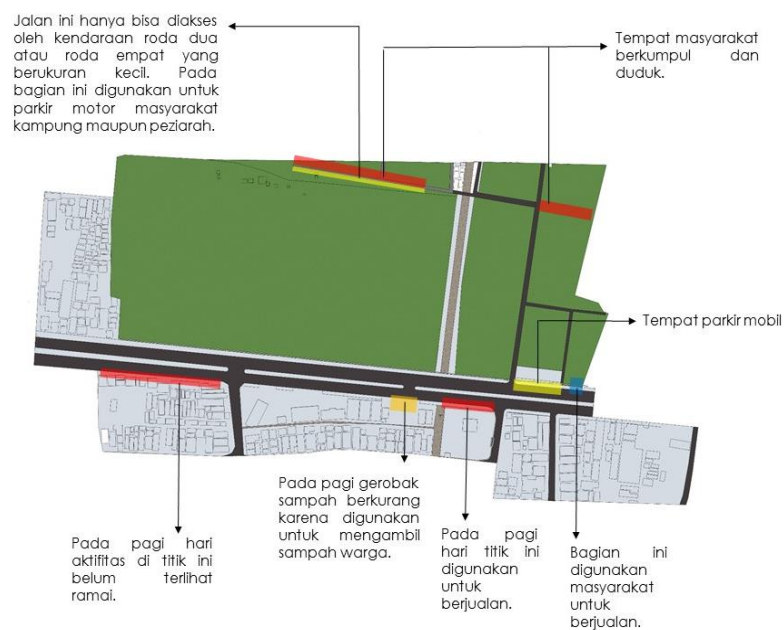 Jalan ini hanya bisa diakses
oleh kendaraan roda dua
atau roda empat yang
berukuran kecil. Pada
bagian ini digunakan untuk
parkir motor masyarakat
kampung maupun peziarah.
Tempat masyarakat
berkumpul dan
duduk.
Tempat parkir mobil
Pada pagi hari
aktifitas di titik ini
belum terlihat
ramai.
Pada pagi gerobak
sampah berkurang
karena digunakan
untuk mengambil
sampah warga.
Pada pagi
hari titik ini
digunakan
untuk
berjualan.
Bagian ini
digunakan
masyarakat
untuk
berjualan.